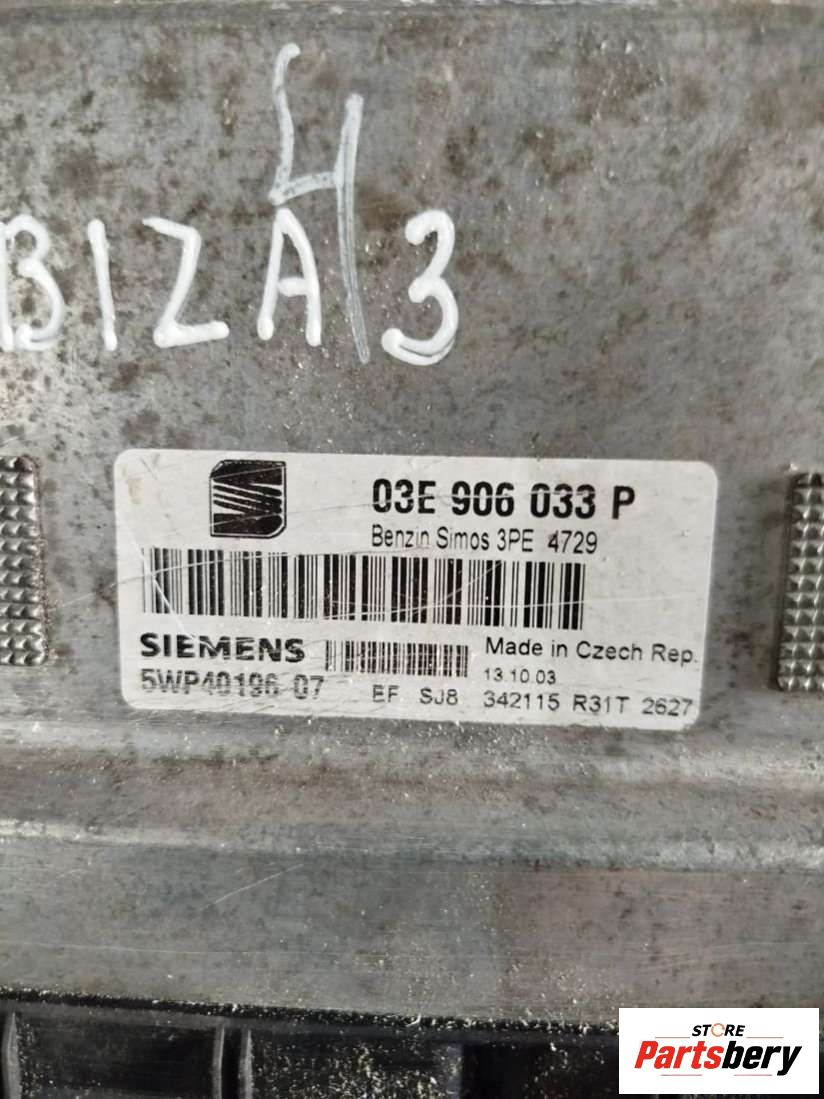 BIZA 3
03E 906 033 P
Benzin Simos 3PE 4729
SIEMENS
Made in Czech Rep.
13.10.03
5WP40196 07
EF SJ8 342115 R31T 2627
STORE
Partsbery